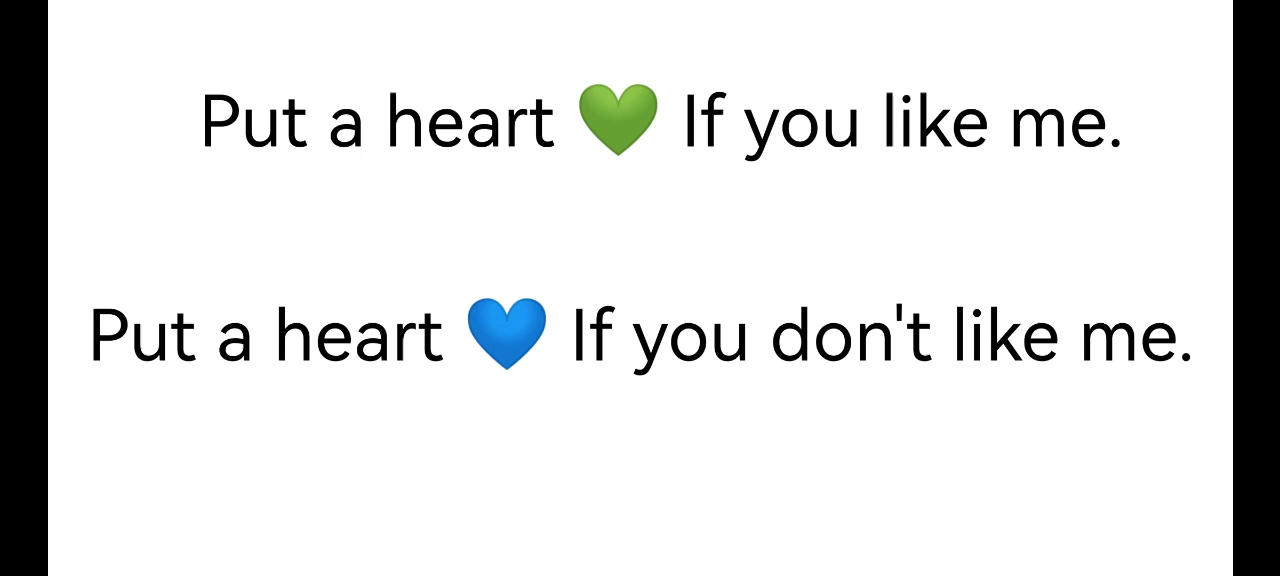 Put a heart 💚 If you like me.
Put a heart 💙 If you don't like me.